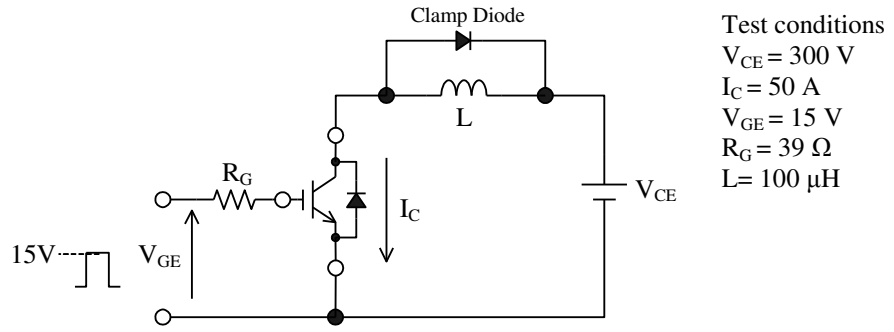 Clamp Diode
L
R_G
I_C
V_CE
15V
V_GE
Test conditions
V_CE = 300 V
I_C = 50 A
V_GE = 15 V
R_G = 39 Ω
L= 100 μH